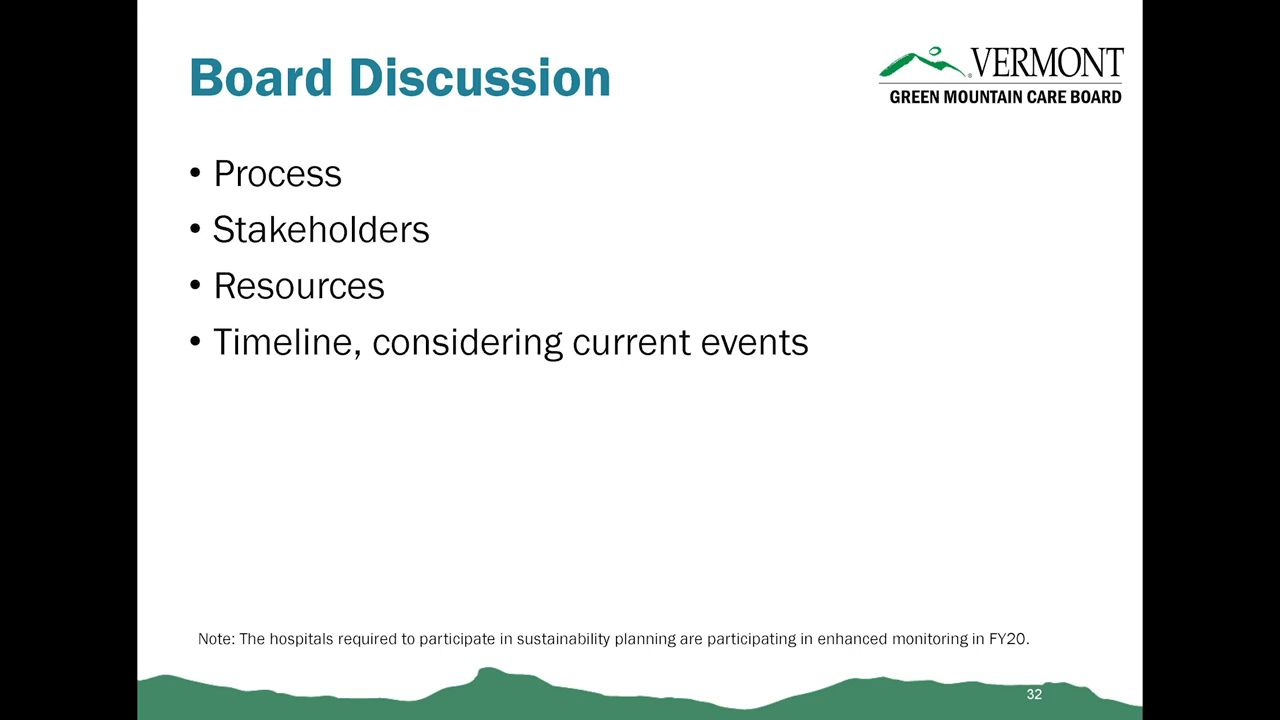 Board Discussion
VERMONT
GREEN MOUNTAIN CARE BOARD
• Process
• Stakeholders
• Resources
• Timeline, considering current events
Note: The hospitals required to participate in sustainability planning are participating in enhanced monitoring in FY20.
32